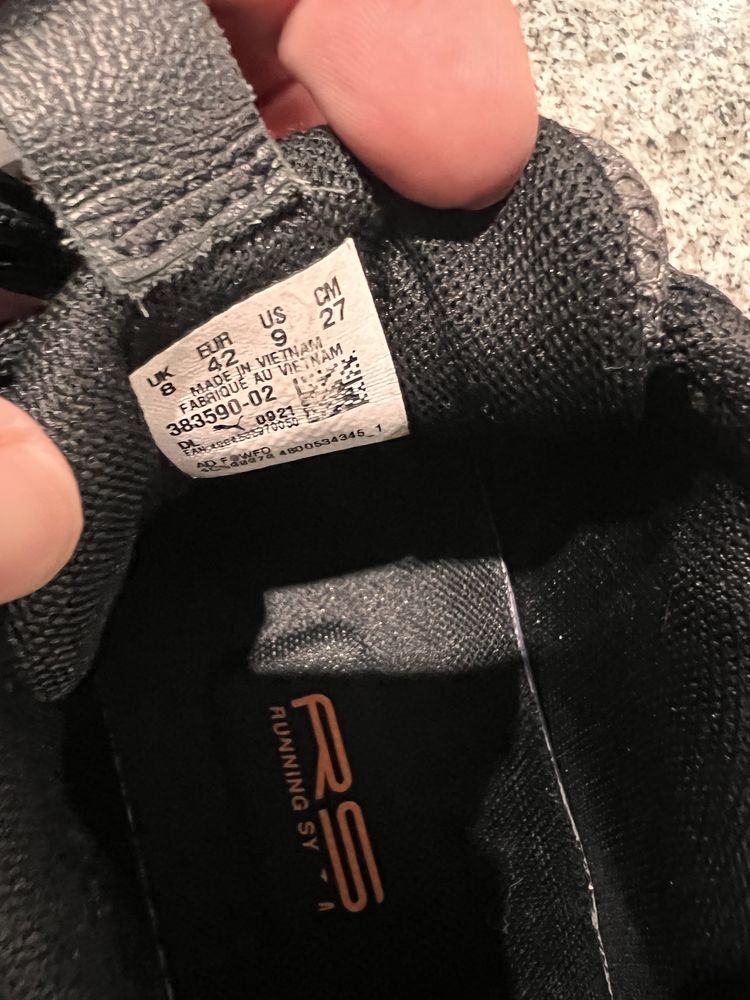 UK EUR US CM
8 42 9 27
MADE IN VIETNAM
FABRIQUE AU VIETNAM
383590-02
0921
4800534345_1
RS
RUNNING SY